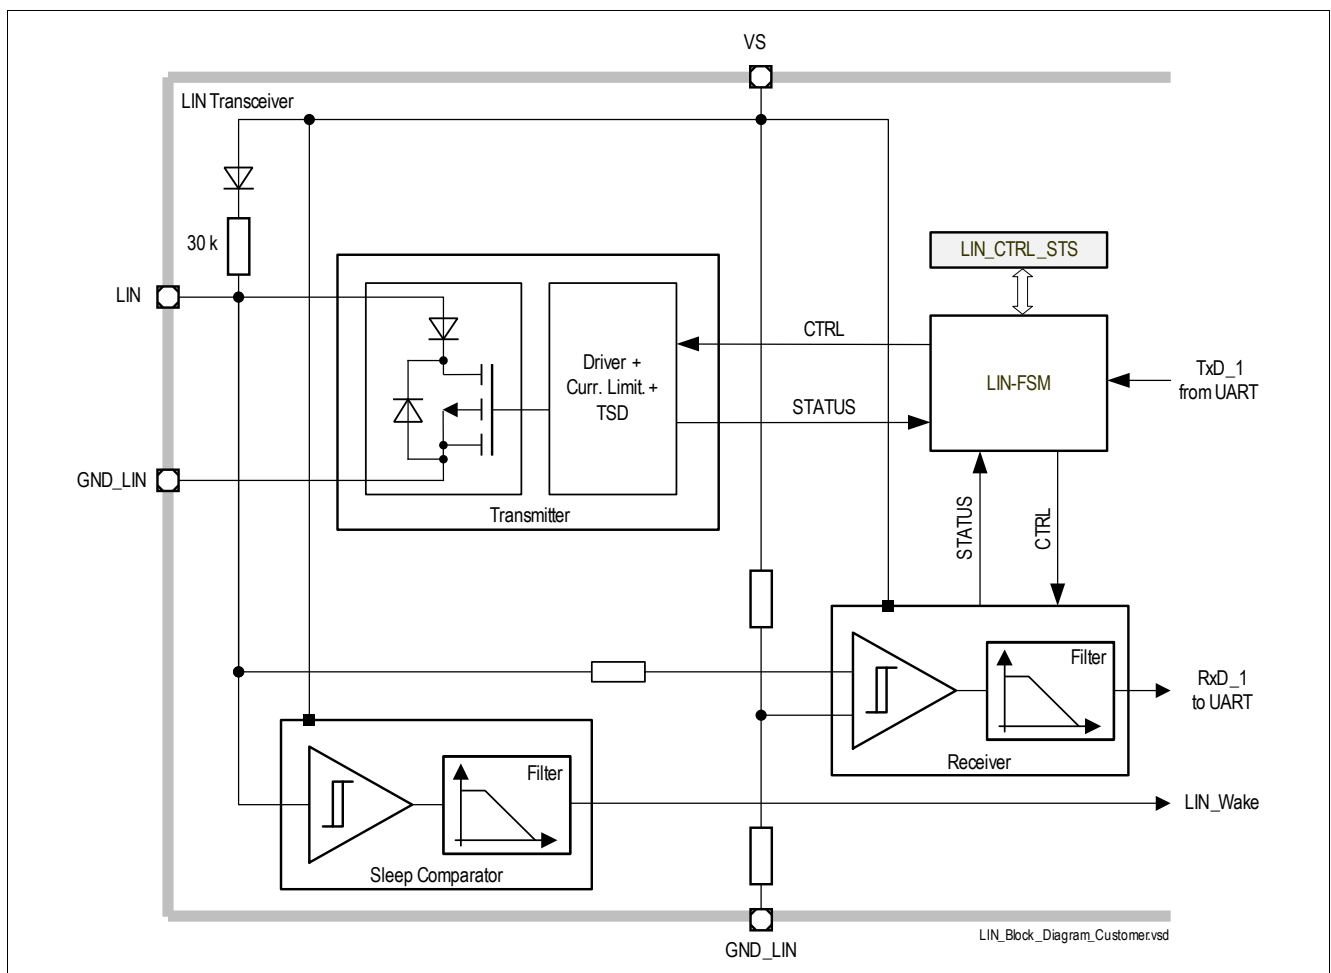 VS
LIN Transceiver
30 k
LIN
LIN_CTRL_STS
CTRL
Driver +
Curr. Limit. +
TSD
LIN-FSM
TxD_1
from UART
STATUS
GND_LIN
Transmitter
STATUS
CTRL
Filter
RxD_1
to UART
Receiver
Filter
LIN_Wake
Sleep Comparator
GND_LIN
LIN_Block_Diagram_Customer.vsd